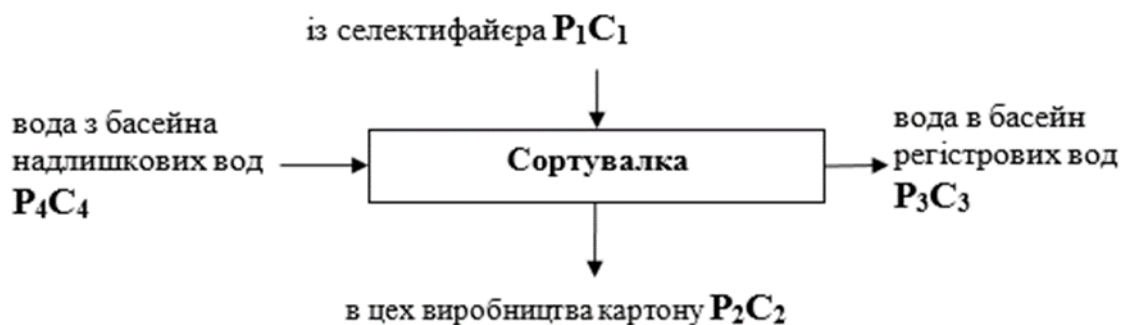 із селектифайєра P₁C₁
вода з басейна
надлишкових вод
P₄C₄
Сортувалка
вода в басейн
регістрових вод
P₃C₃
в цех виробництва картону P₂C₂